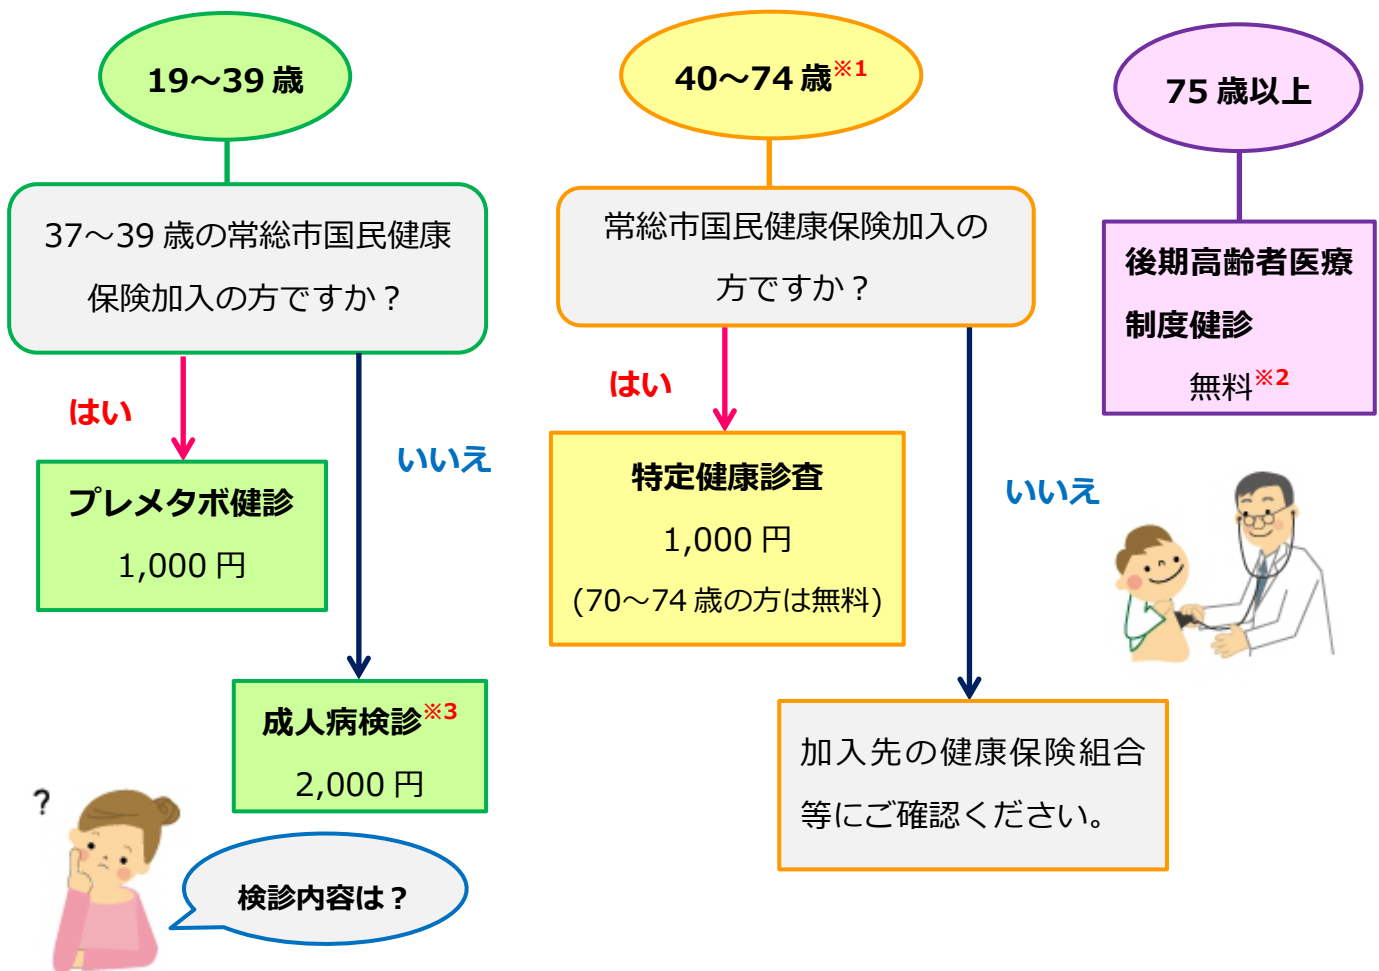 19～39 歳
37～39 歳の常総市国民健康
保険加入の方ですか？
はい
いいえ
プレメタボ健診
1,000 円
成人病検診※3
2,000 円
?
検診内容は？
40～74 歳※1
常総市国民健康保険加入の
方ですか？
はい
いいえ
特定健康診査
1,000 円
(70～74 歳の方は無料)
加入先の健康保険組合
等にご確認ください。
75 歳以上
後期高齢者医療
制度健診
無料※2